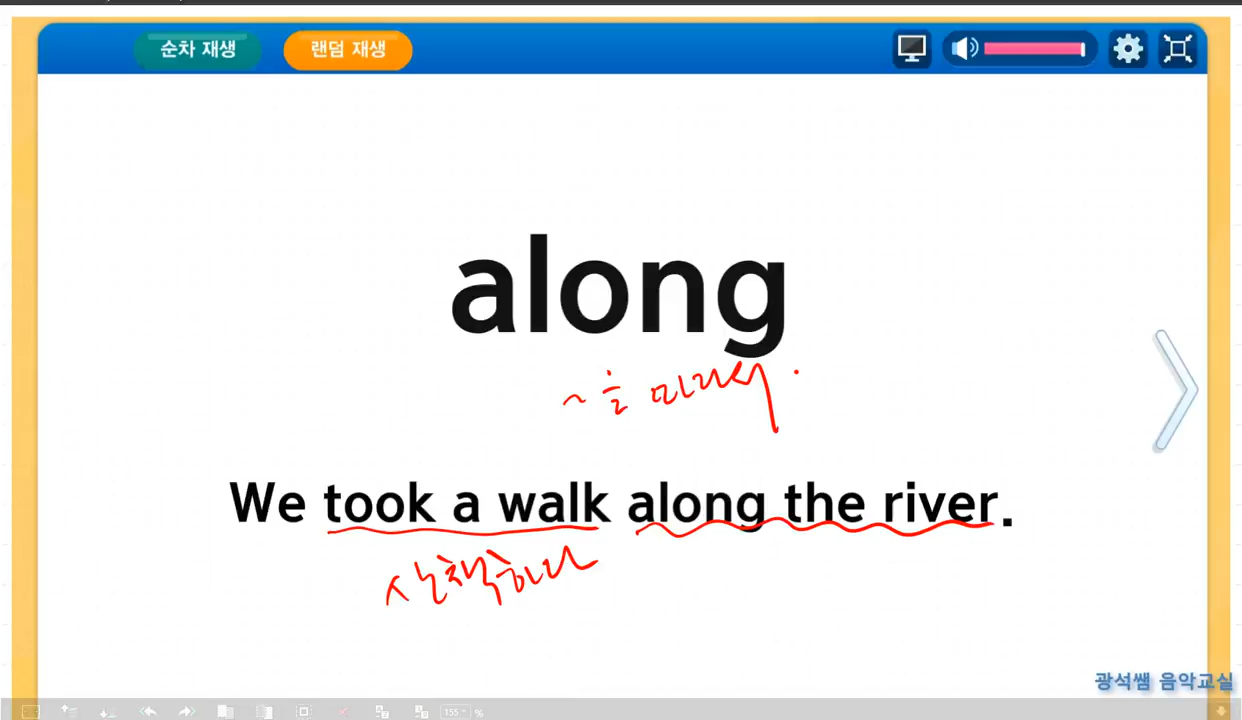 순차 재생 랜덤 재생
along
~을 따라서.
We took a walk along the river.
산책하다
광석쌤 음악교실
155 %